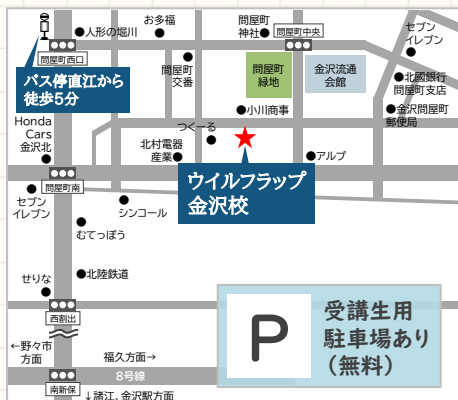 人形の堀川
お多福
問屋町
神社
問屋町中央
セブン
イレブン
問屋町西口
バス停直江から
徒歩5分
問屋町
交番
問屋町
緑地
金沢流通
会館
北國銀行
問屋町支店
小川商事
金沢問屋町
郵便局
Honda
Cars
金沢北
つくーる
北村電器
産業
アルプ
ウイルフラップ
金沢校
問屋町南
セブン
イレブン
シンコール
むてっぽう
せりな
北陸鉄道
西割出
P
受講生用
駐車場あり
(無料)
←野々市
方面
福久方面→
8号線
南新保
↓諸江、金沢駅方面